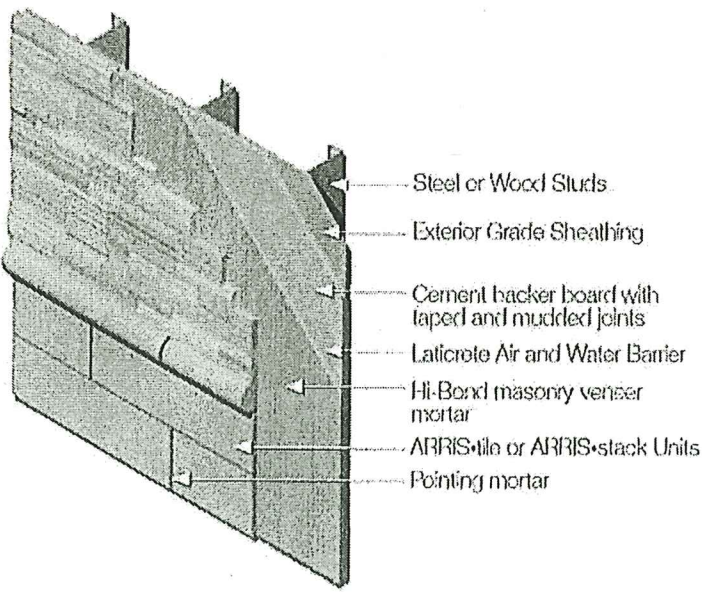 Steel or Wood Studs
Exterior Grade Sheathing
Cement backer board with
taped and mudded joints
Laticrete Air and Water Barrier
Hi-Bond masonry veneer
mortar
ARRIS•tile or ARRIS•stack Units
Pointing mortar